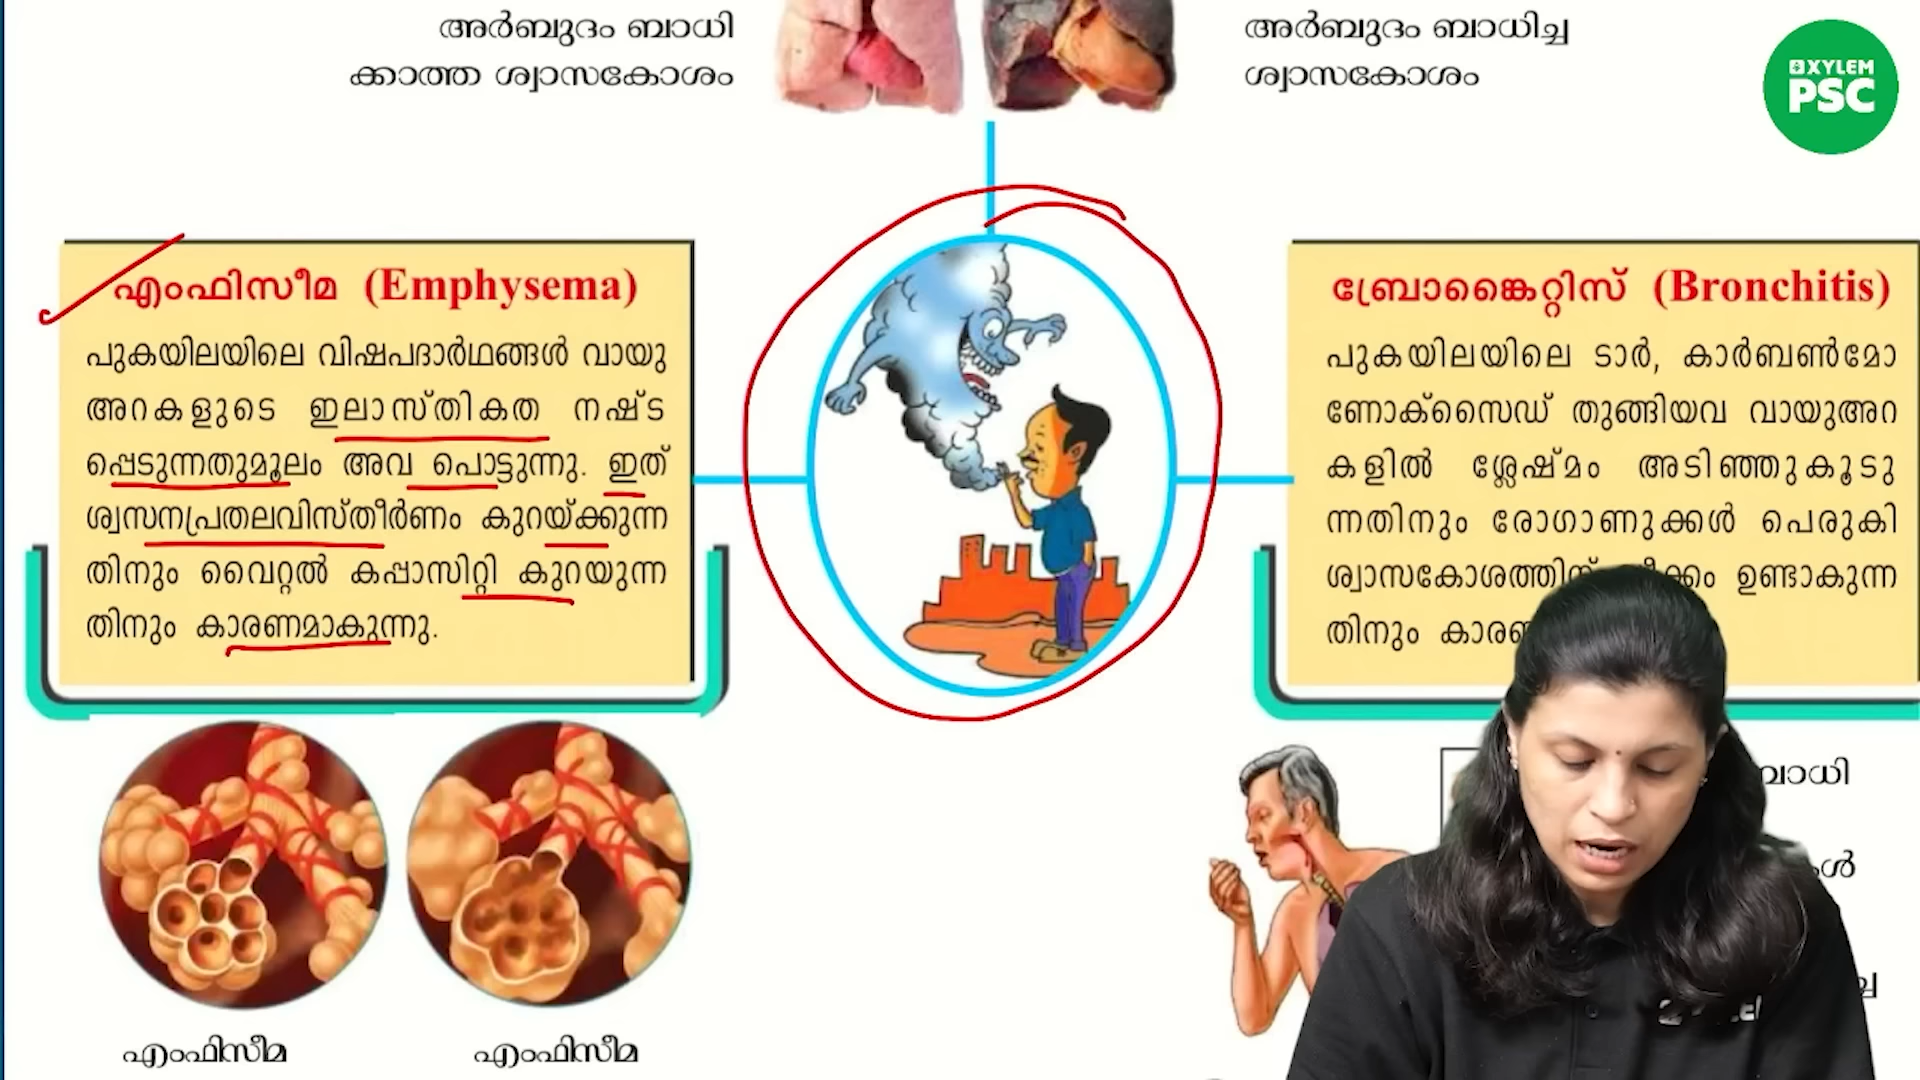 അർബുദം ബാധി
ക്കാത്ത ശ്വാസകോശം
അർബുദം ബാധിച്ച
ശ്വാസകോശം
XYLEM
PSC
എംഫിസീമ (Emphysema)
പുകയിലയിലെ വിഷപദാർഥങ്ങൾ വായു
അറകളുടെ ഇലാസ്തികത നഷ്ട
പ്പെടുന്നതുമൂലം അവ പൊട്ടുന്നു. ഇത്
ശ്വസനപ്രതലവിസ്തീർണം കുറയ്ക്കുന്ന
തിനും വൈറ്റൽ കപ്പാസിറ്റി കുറയുന്ന
തിനും കാരണമാകുന്നു.
ബ്രോങ്കൈറ്റിസ് (Bronchitis)
പുകയിലയിലെ ടാർ, കാർബൺമോ
ണോക്സൈഡ് തുങ്ങിയവ വായുഅറ
കളിൽ ശ്ലേഷ്മം അടിഞ്ഞുകൂടു
ന്നതിനും രോഗാണുക്കൾ പെരുകി
ശ്വാസകോശത്തിന് വീക്കം ഉണ്ടാകുന്ന
തിനും
ബാധി
എംഫിസീമ
എംഫിസീമ